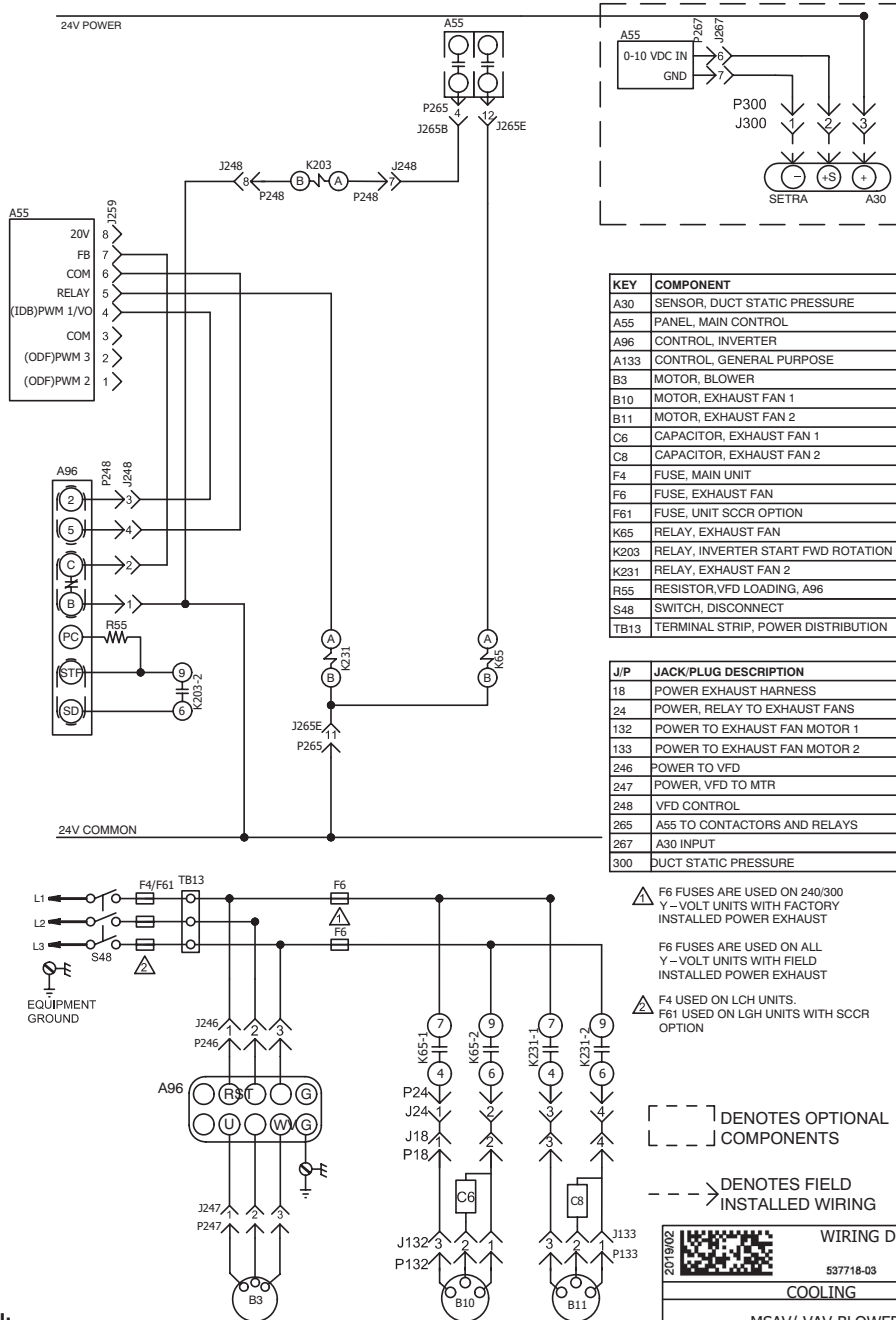 24V POWER
A55
P265
4
12
J265B
J265E
A55
0-10 VDC IN
GND
P267
J267
6
7
P300
J300
1
2
3
–
+S
+
SETRA
A30
J248
K203
J248
8
B
A
7
P248
P248
A55
J259
20V 8
FB 7
COM 6
RELAY 5
(IDB)PWM 1/VO 4
COM 3
(ODF)PWM 3 2
(ODF)PWM 2 1
A96
P248
J248
2
3
5
4
C
2
B
1
PC
R55
STF
9
SD
6
K203-2
A
K231
B
A
K65
B
J265E
11
P265
24V COMMON
KEY COMPONENT
A30 SENSOR, DUCT STATIC PRESSURE
A55 PANEL, MAIN CONTROL
A96 CONTROL, INVERTER
A133 CONTROL, GENERAL PURPOSE
B3 MOTOR, BLOWER
B10 MOTOR, EXHAUST FAN 1
B11 MOTOR, EXHAUST FAN 2
C6 CAPACITOR, EXHAUST FAN 1
C8 CAPACITOR, EXHAUST FAN 2
F4 FUSE, MAIN UNIT
F6 FUSE, EXHAUST FAN
F61 FUSE, UNIT SCCR OPTION
K65 RELAY, EXHAUST FAN
K203 RELAY, INVERTER START FWD ROTATION
K231 RELAY, EXHAUST FAN 2
R55 RESISTOR,VFD LOADING, A96
S48 SWITCH, DISCONNECT
TB13 TERMINAL STRIP, POWER DISTRIBUTION
J/P JACK/PLUG DESCRIPTION
18 POWER EXHAUST HARNESS
24 POWER, RELAY TO EXHAUST FANS
132 POWER TO EXHAUST FAN MOTOR 1
133 POWER TO EXHAUST FAN MOTOR 2
246 POWER TO VFD
247 POWER, VFD TO MTR
248 VFD CONTROL
265 A55 TO CONTACTORS AND RELAYS
267 A30 INPUT
300 DUCT STATIC PRESSURE
L1
L2
L3
S48
F4/F61
TB13
2
F6
1
F6
EQUIPMENT
GROUND
1 F6 FUSES ARE USED ON 240/300
Y – VOLT UNITS WITH FACTORY
INSTALLED POWER EXHAUST
F6 FUSES ARE USED ON ALL
Y – VOLT UNITS WITH FIELD
INSTALLED POWER EXHAUST
2 F4 USED ON LCH UNITS.
F61 USED ON LGH UNITS WITH SCCR
OPTION
J246
1 2 3
P246
A96
R S T G
U W V G
J247
1 2 3
P247
B3
7 9 7 9
K65-1
K65-2
K231-1
K231-2
4 6 4 6
P24
J24 1 2 3 4
J18
1 2 3 4
P18
C6
C8
J132 3 2 1
P132
3 2 1 J133
P133
B10
B11
DENOTES OPTIONAL
COMPONENTS
DENOTES FIELD
INSTALLED WIRING
2019/02
WIRING D
537718-03
COOLING